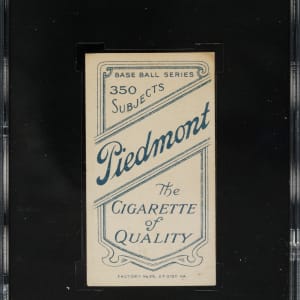 BASE BALL SERIES
350
SUBJECTS
Piedmont
The
CIGARETTE
of
QUALITY
FACTORY No 25, 2ND DIST. VA.